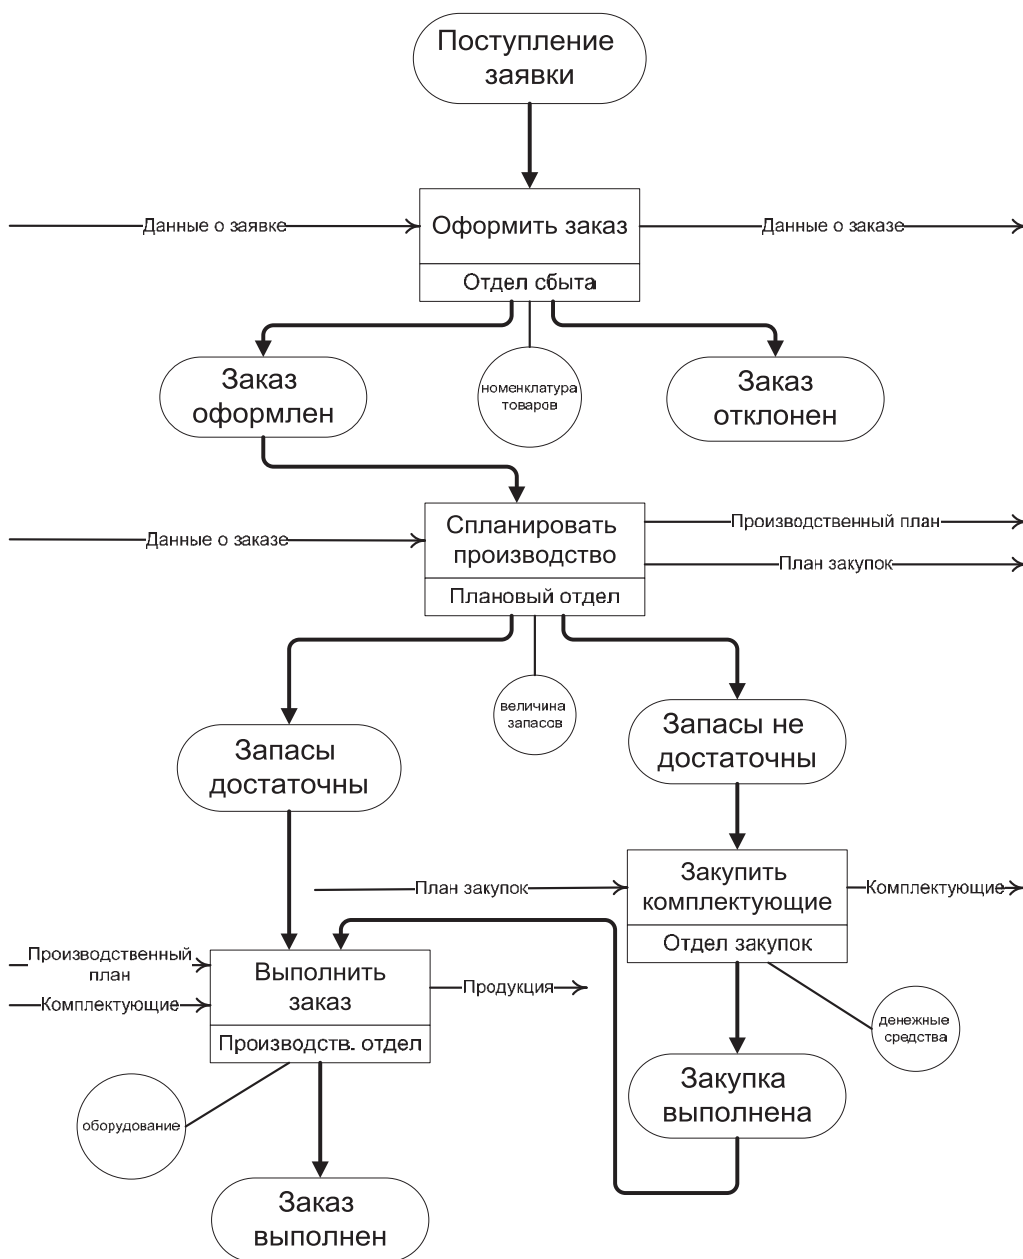 Поступление
заявки
Данные о заявке
Оформить заказ
Данные о заказе
Отдел сбыта
Заказ
оформлен
номенклатура
товаров
Заказ
отклонен
Данные о заказе
Спланировать
производство
Производственный план
План закупок
Плановый отдел
величина
запасов
Запасы
достаточны
Запасы не
достаточны
План закупок
Закупить
комплектующие
Комплектующие
Отдел закупок
Производственный
план
Комплектующие
Выполнить
заказ
Продукция
Производств. отдел
денежные
средства
оборудование
Закупка
выполнена
Заказ
выполнен